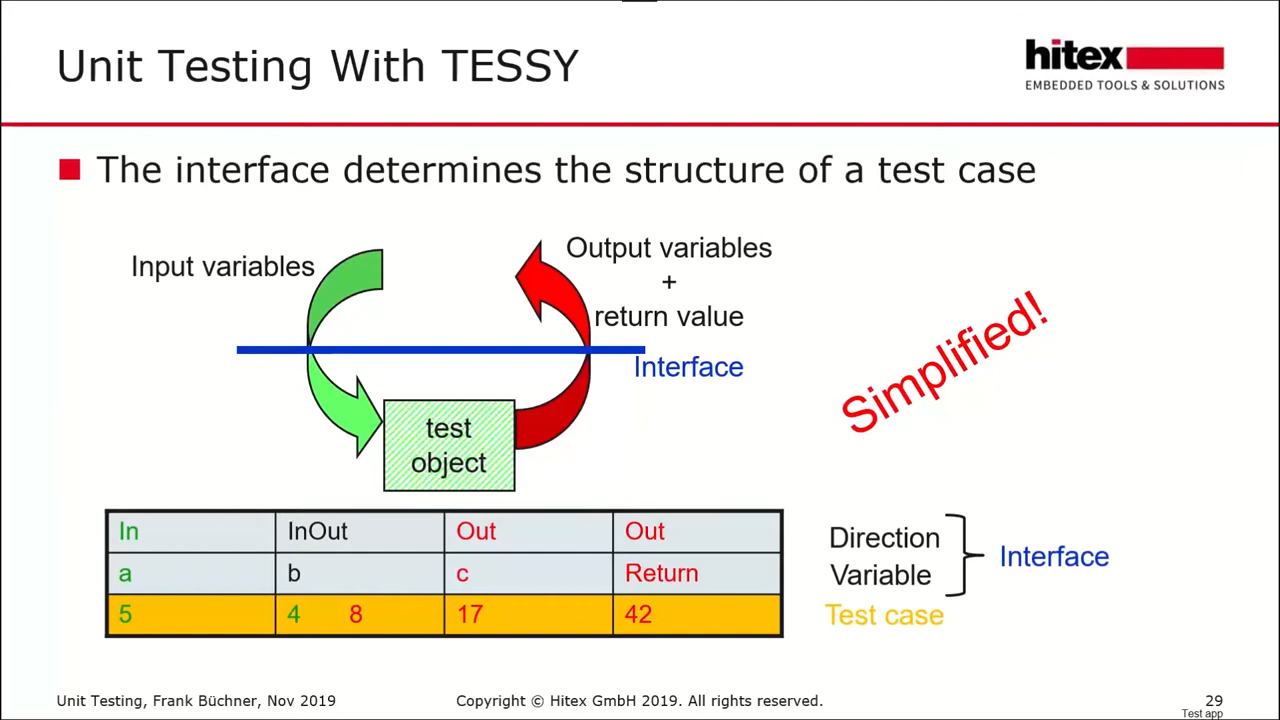 Unit Testing With TESSY
hitex
EMBEDDED TOOLS & SOLUTIONS
The interface determines the structure of a test case
Input variables
Output variables
+
return value
Interface
Simplified!
test
object
In InOut Out Out
a b c Return
5 4 8 17 42
Direction
Variable
Interface
Test case
Unit Testing, Frank Büchner, Nov 2019
Copyright © Hitex GmbH 2019. All rights reserved.
29
Test app